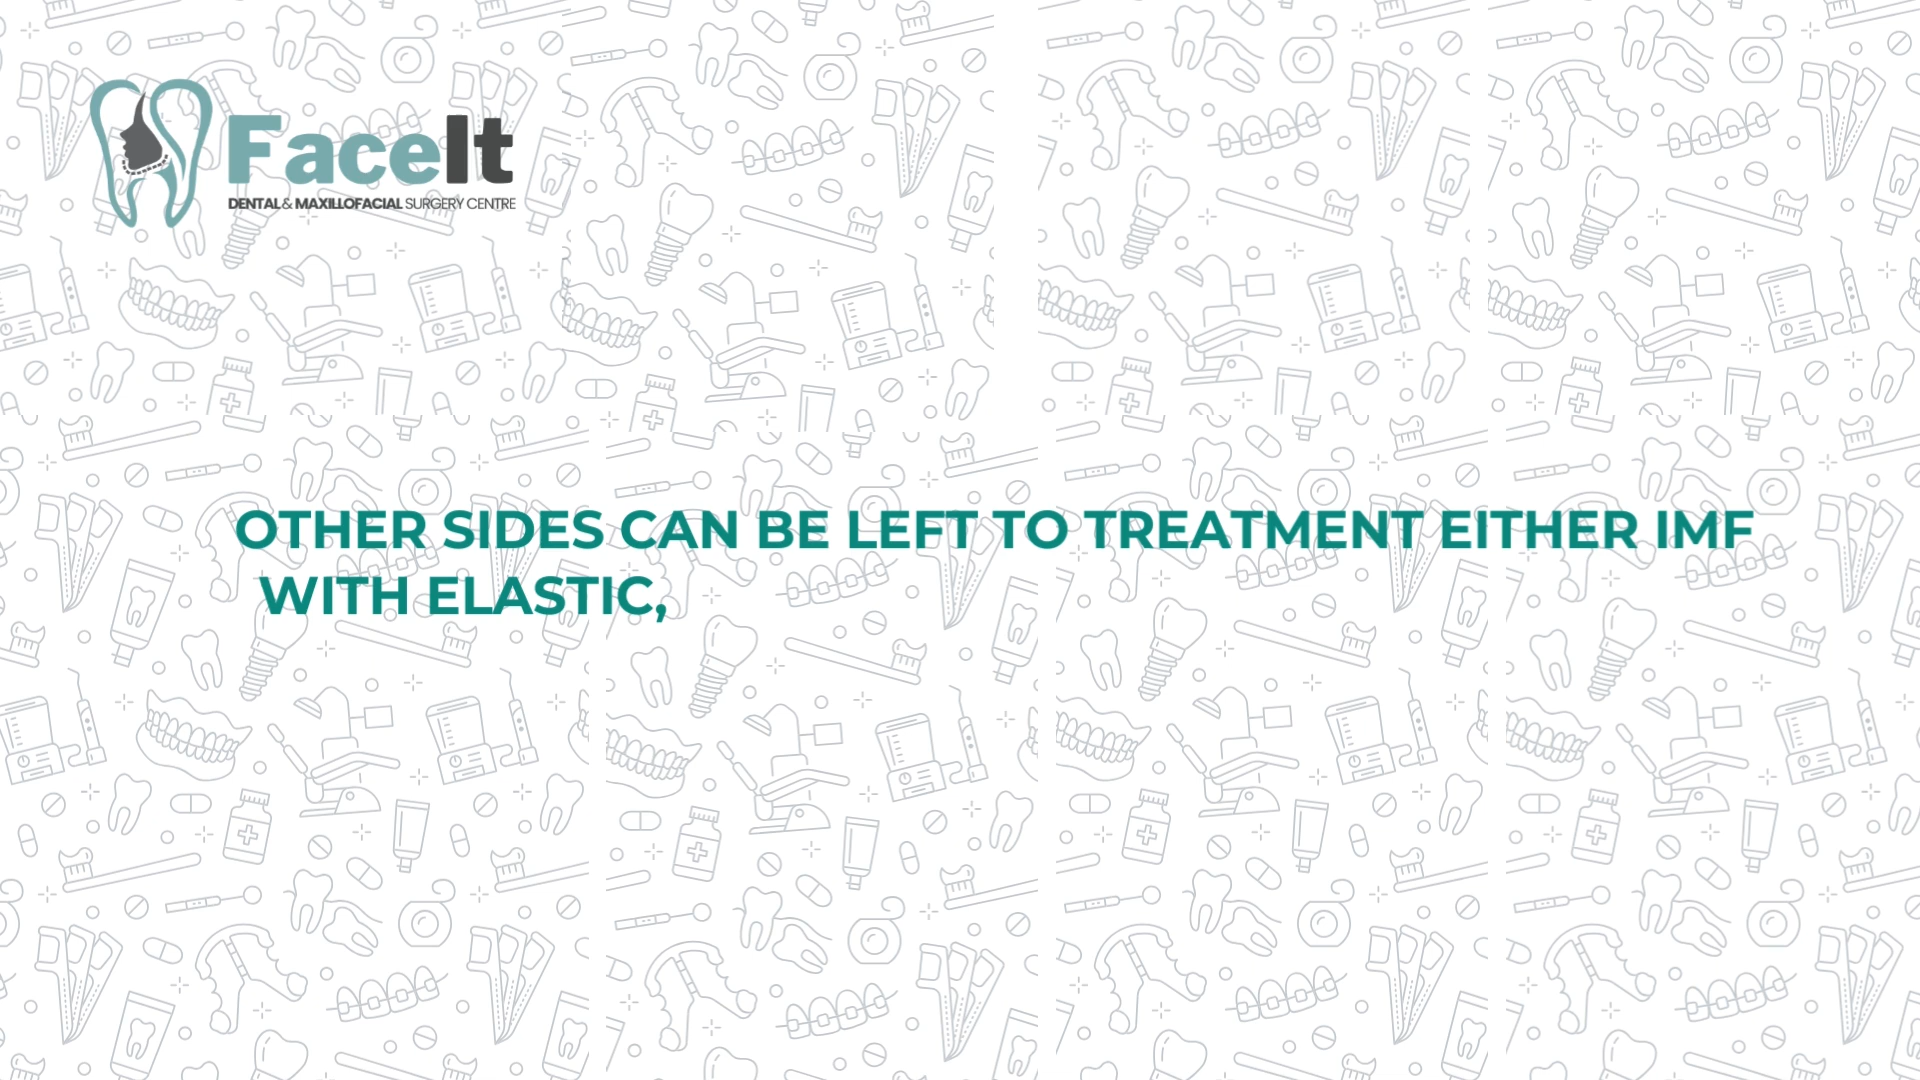 FaceIt
DENTAL & MAXILLOFACIAL SURGERY CENTRE
OTHER SIDES CAN BE LEFT TO TREATMENT EITHER IMF
WITH ELASTIC,